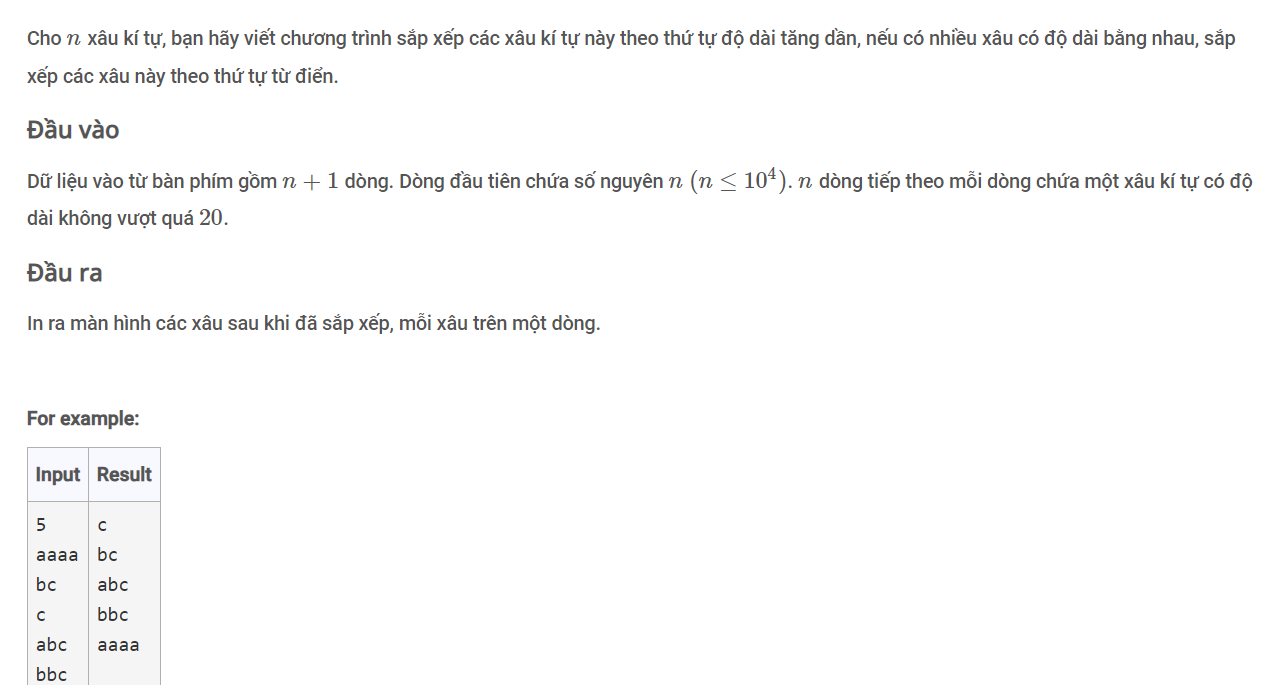 Cho n xâu kí tự, bạn hãy viết chương trình sắp xếp các xâu kí tự này theo thứ tự độ dài tăng dần, nếu có nhiều xâu có độ dài bằng nhau, sắp
xếp các xâu này theo thứ tự từ điển.
Đầu vào
Dữ liệu vào từ bàn phím gồm n + 1 dòng. Dòng đầu tiên chứa số nguyên n (n ≤ 10⁴). n dòng tiếp theo mỗi dòng chứa một xâu kí tự có độ
dài không vượt quá 20.
Đầu ra
In ra màn hình các xâu sau khi đã sắp xếp, mỗi xâu trên một dòng.
For example:
Input Result
5 c
aaaa bc
bc abc
c bbc
abc aaaa
bbc